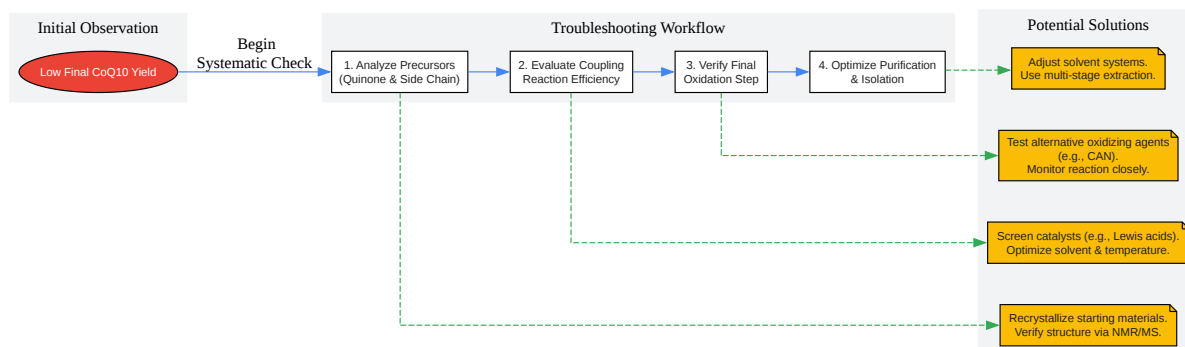 Initial Observation
Low Final CoQ10 Yield
Begin
Systematic Check
Troubleshooting Workflow
1. Analyze Precursors
(Quinone & Side Chain)
2. Evaluate Coupling
Reaction Efficiency
3. Verify Final
Oxidation Step
4. Optimize Purification
& Isolation
Potential Solutions
Adjust solvent systems.
Use multi-stage extraction.
Test alternative oxidizing agents
(e.g., CAN).
Monitor reaction closely.
Screen catalysts (e.g., Lewis acids).
Optimize solvent & temperature.
Recrystallize starting materials.
Verify structure via NMR/MS.